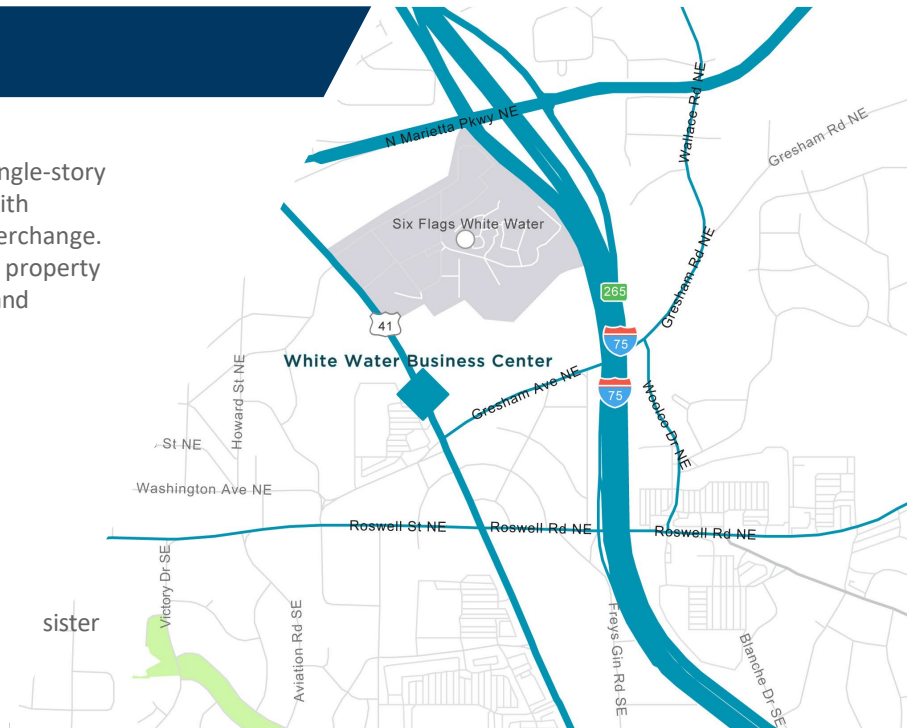 ngle-story
ith
erchange.
property
and
sister
N Marietta Pkwy NE
Wallace Rd NE
Gresham Rd NE
Six Flags White Water
265
Gresham Rd NE
41
75
White Water Business Center
75
Gresham Ave NE
Howard St NE
Woolco Dr NE
St NE
Washington Ave NE
Roswell St NE
Roswell Rd NE
Roswell Rd NE
Victory Dr SE
Aviation Rd SE
Freys Gin Rd SE
Blanche Dr SE